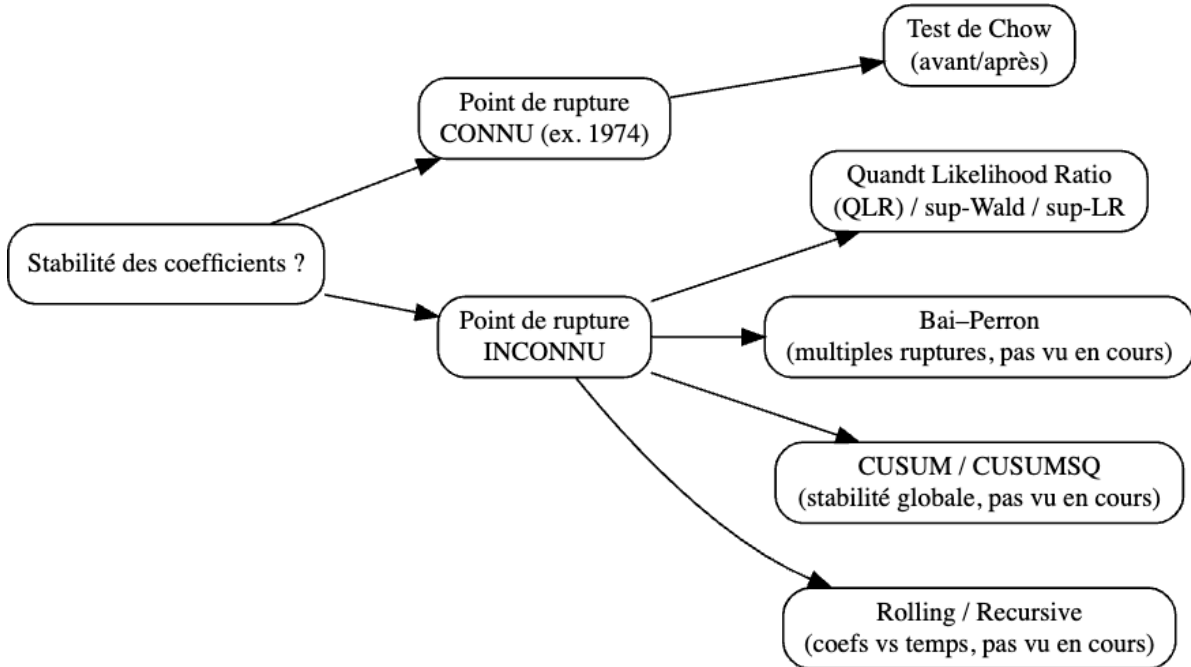 Stabilité des coefficients ?
Point de rupture
CONNU (ex. 1974)
Test de Chow
(avant/après)
Point de rupture
INCONNU
Quandt Likelihood Ratio
(QLR) / sup-Wald / sup-LR
Bai–Perron
(multiples ruptures, pas vu en cours)
CUSUM / CUSUMSQ
(stabilité globale, pas vu en cours)
Rolling / Recursive
(coefs vs temps, pas vu en cours)